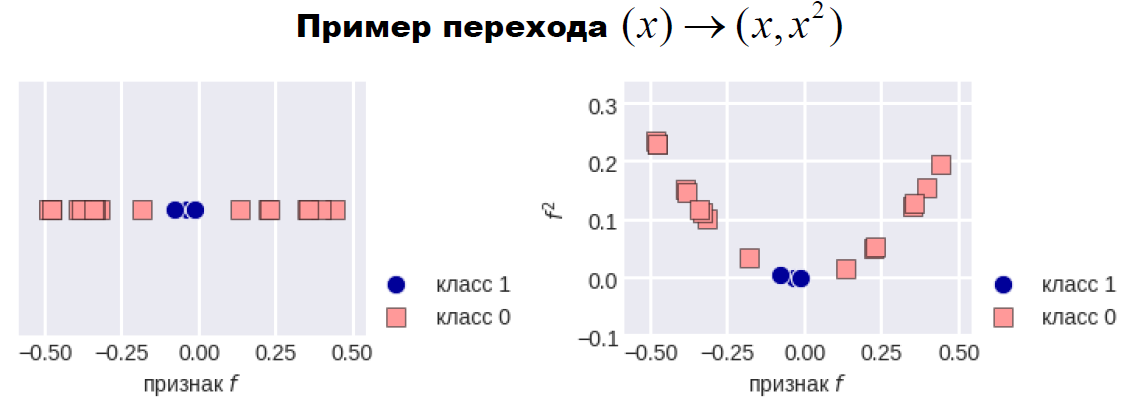 Пример перехода (x) → (x, x²)
класс 1
класс 0
−0.50 −0.25 0.00 0.25 0.50
признак f
0.3
0.2
0.1
0.0
−0.1
f²
класс 1
класс 0
−0.50 −0.25 0.00 0.25 0.50
признак f